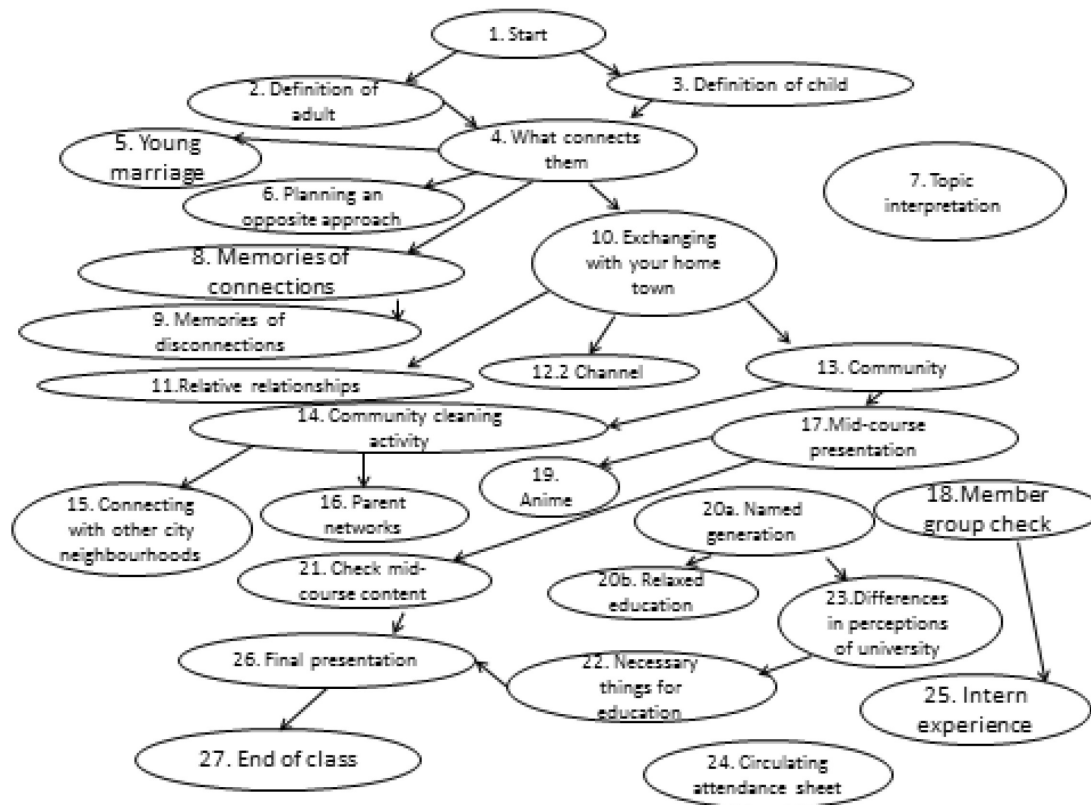 1. Start
2. Definition of
adult
3. Definition of child
4. What connects
them
5. Young
marriage
6. Planning an
opposite approach
7. Topic
interpretation
8. Memories of
connections
9. Memories of
disconnections
10. Exchanging
with your home
town
11.Relative relationships
12.2 Channel
13. Community
14. Community cleaning
activity
15. Connecting
with other city
neighbourhoods
16. Parent
networks
17.Mid-course
presentation
18.Member
group check
19.
Anime
20a. Named
generation
20b. Relaxed
education
21. Check mid-
course content
22. Necessary
things for
education
23.Differences
in perceptions
of university
24. Circulating
attendance sheet
25. Intern
experience
26. Final presentation
27. End of class